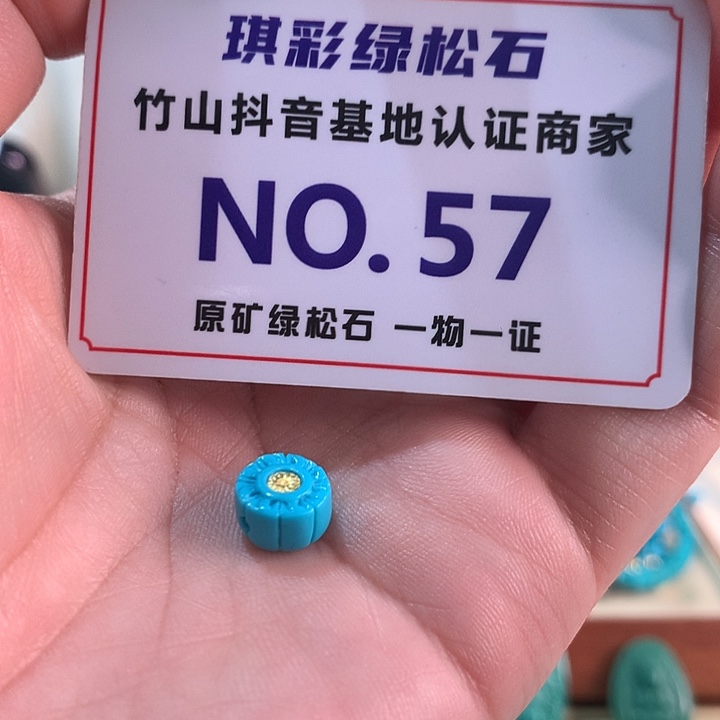 琪彩绿松石
竹山抖音基地认证商家
NO.57
原矿绿松石 一物一证